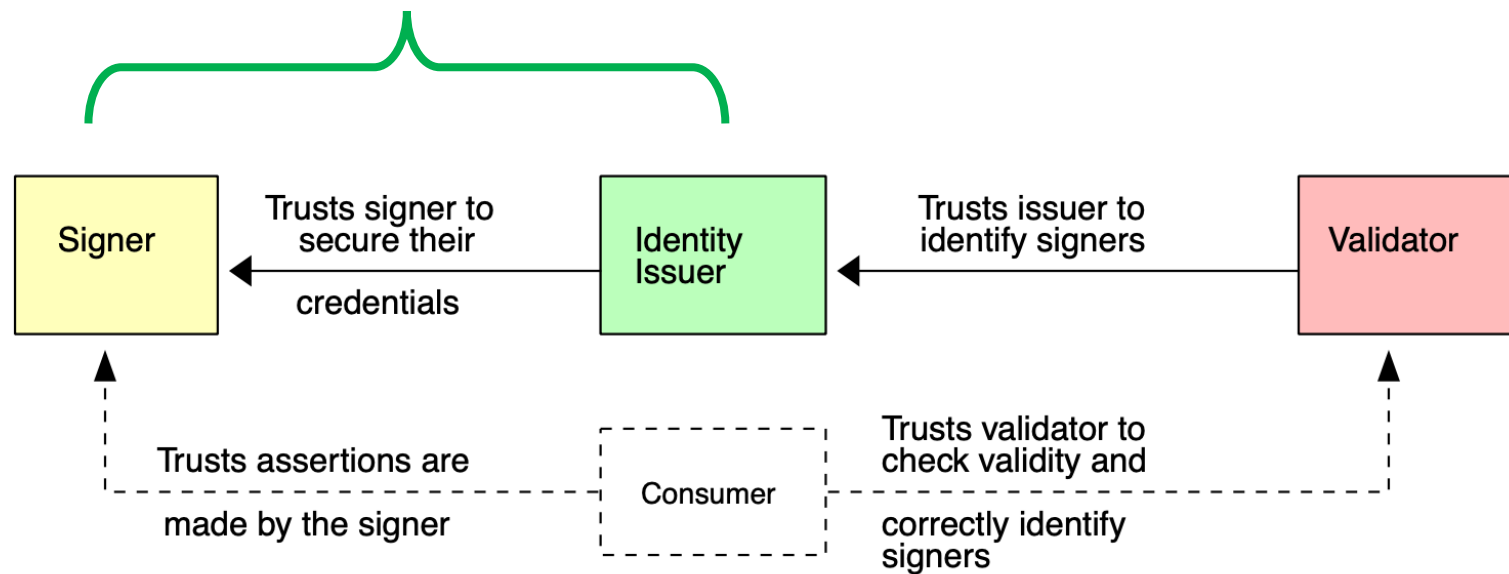 Signer
Trusts signer to
secure their
credentials
Identity
Issuer
Trusts issuer to
identify signers
Validator
Trusts assertions are
made by the signer
Consumer
Trusts validator to
check validity and
correctly identify
signers